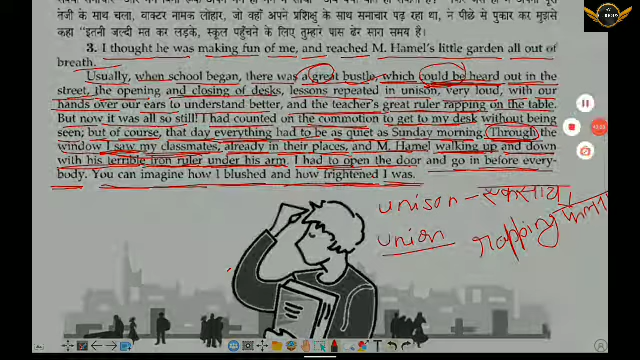 नजी के साथ चला, वाक्टर नामक लोहार, जो वहाँ अपने प्रशिक्षु के साथ समाचार पढ़ रहा था, ने पीछे से पुकार कर मुझसे
कहा "इतनी जल्दी मत कर लड़के, स्कूल पहुँचने के लिए तुम्हारे पास ढेर सारा समय है।
3. I thought he was making fun of me, and reached M. Hamel's little garden all out of
breath.
Usually, when school began, there was a great bustle, which could be heard out in the
street, the opening and closing of desks, lessons repeated in unison, very loud, with our
hands over our ears to understand better, and the teacher's great ruler rapping on the table.
But now it was all so still! I had counted on the commotion to get to my desk without being
seen; but of course, that day everything had to be as quiet as Sunday morning. Through the
window I saw my classmates, already in their places, and M. Hamel walking up and down
with his terrible iron ruler under his arm. I had to open the door and go in before every-
body. You can imagine how I blushed and how frightened I was.
unison - एकसाथ,
union
rapping